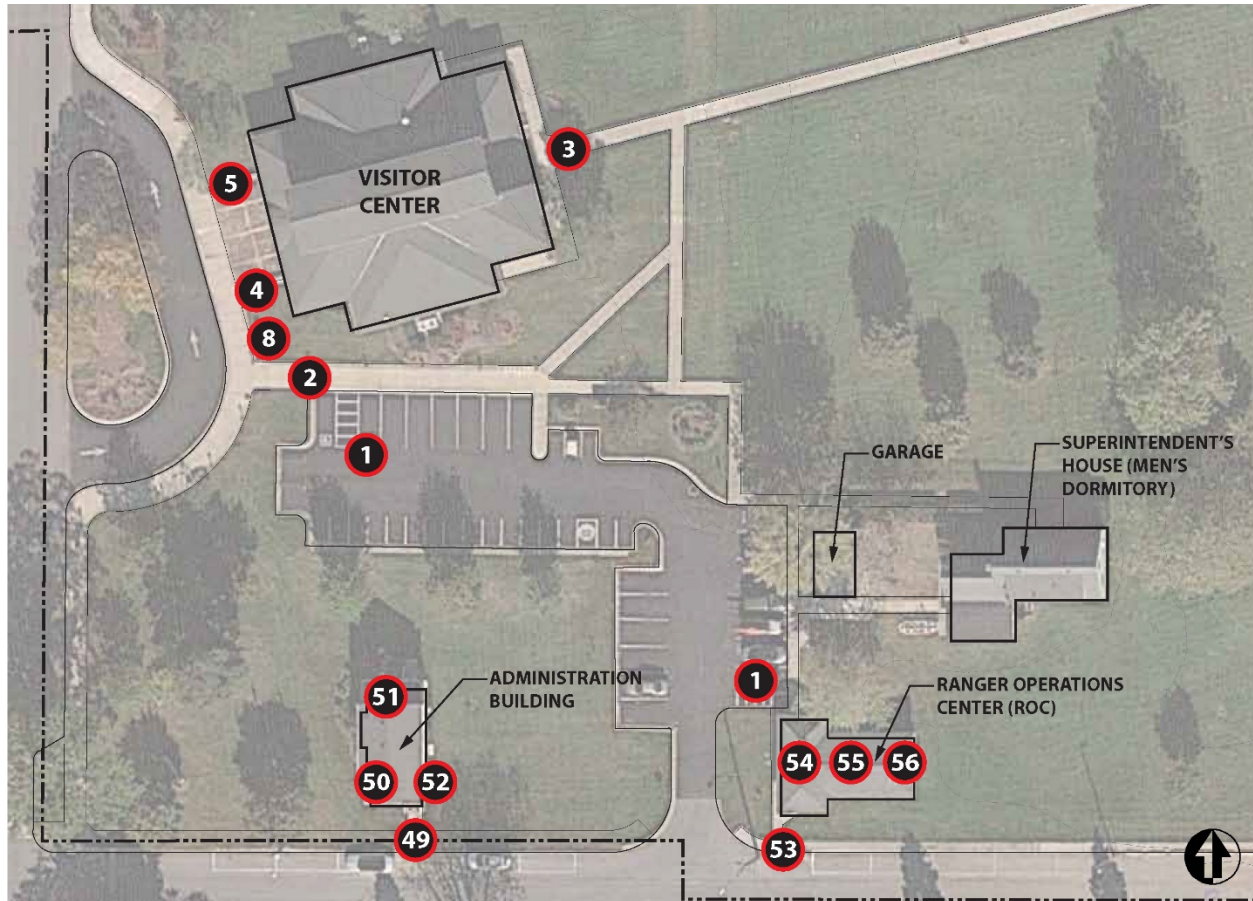 3
VISITOR
CENTER
5
4
8
2
1
GARAGE
SUPERINTENDENT'S
HOUSE (MEN'S
DORMITORY)
1
51
ADMINISTRATION
BUILDING
RANGER OPERATIONS
CENTER (ROC)
50
52
54
55
56
49
53